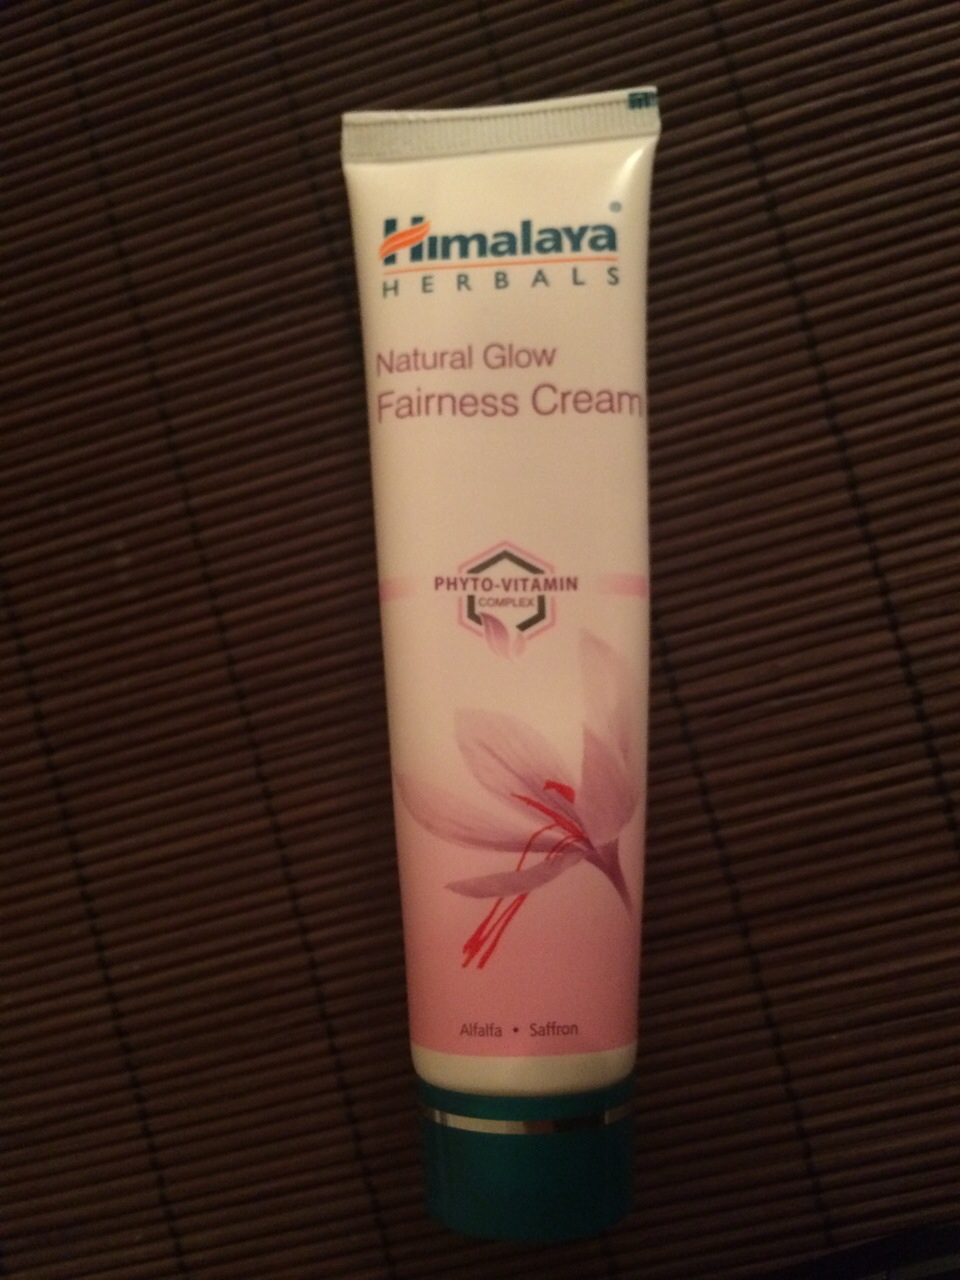 Himalaya
HERBALS
Natural Glow
Fairness Cream
PHYTO-VITAMIN
COMPLEX
Alfalfa • Saffron